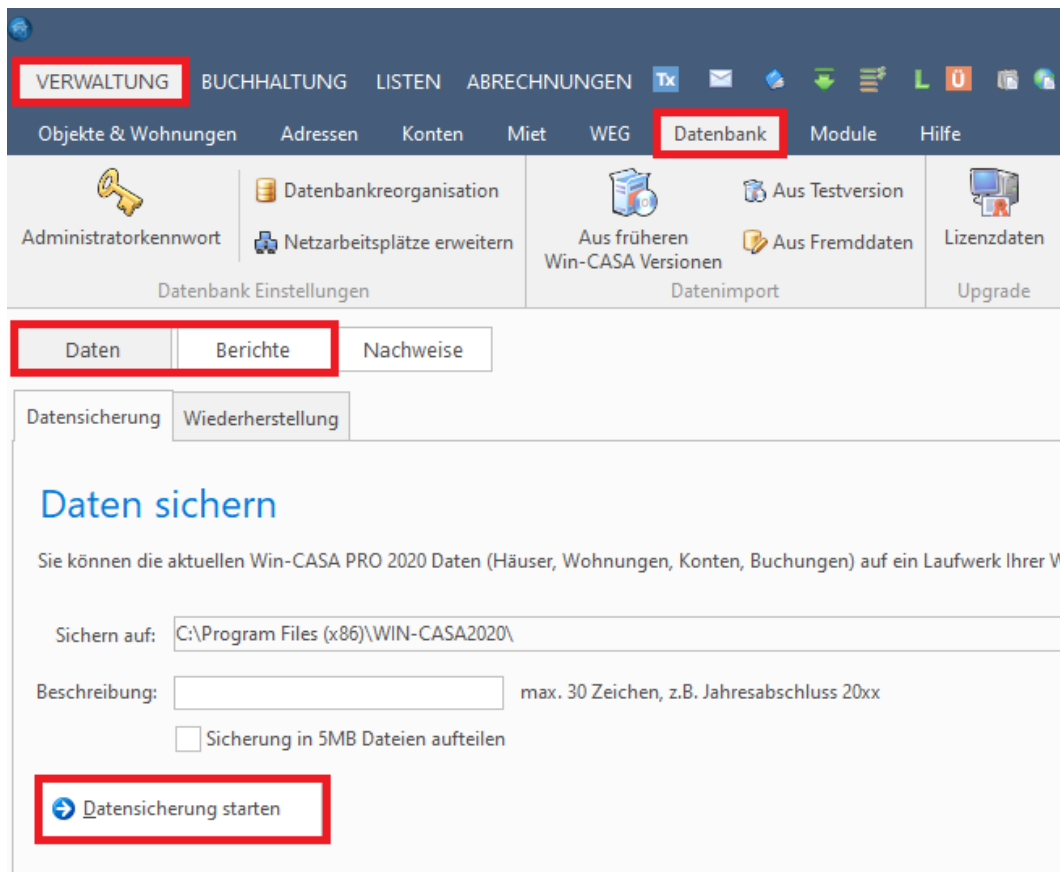 VERWALTUNG BUCHHALTUNG LISTEN ABRECHNUNGEN Tx L Ü
Objekte & Wohnungen Adressen Konten Miet WEG Datenbank Module Hilfe
Administratorkennwort
Datenbankreorganisation
Netzarbeitsplätze erweitern
Datenbank Einstellungen
Aus früheren
Win-CASA Versionen
Aus Testversion
Aus Fremddaten
Datenimport
Lizenzdaten
Upgrade
Daten Berichte Nachweise
Datensicherung Wiederherstellung
Daten sichern
Sie können die aktuellen Win-CASA PRO 2020 Daten (Häuser, Wohnungen, Konten, Buchungen) auf ein Laufwerk Ihrer
Sichern auf: C:\Program Files (x86)\WIN-CASA2020\
Beschreibung: max. 30 Zeichen, z.B. Jahresabschluss 20xx
Sicherung in 5MB Dateien aufteilen
Datensicherung starten